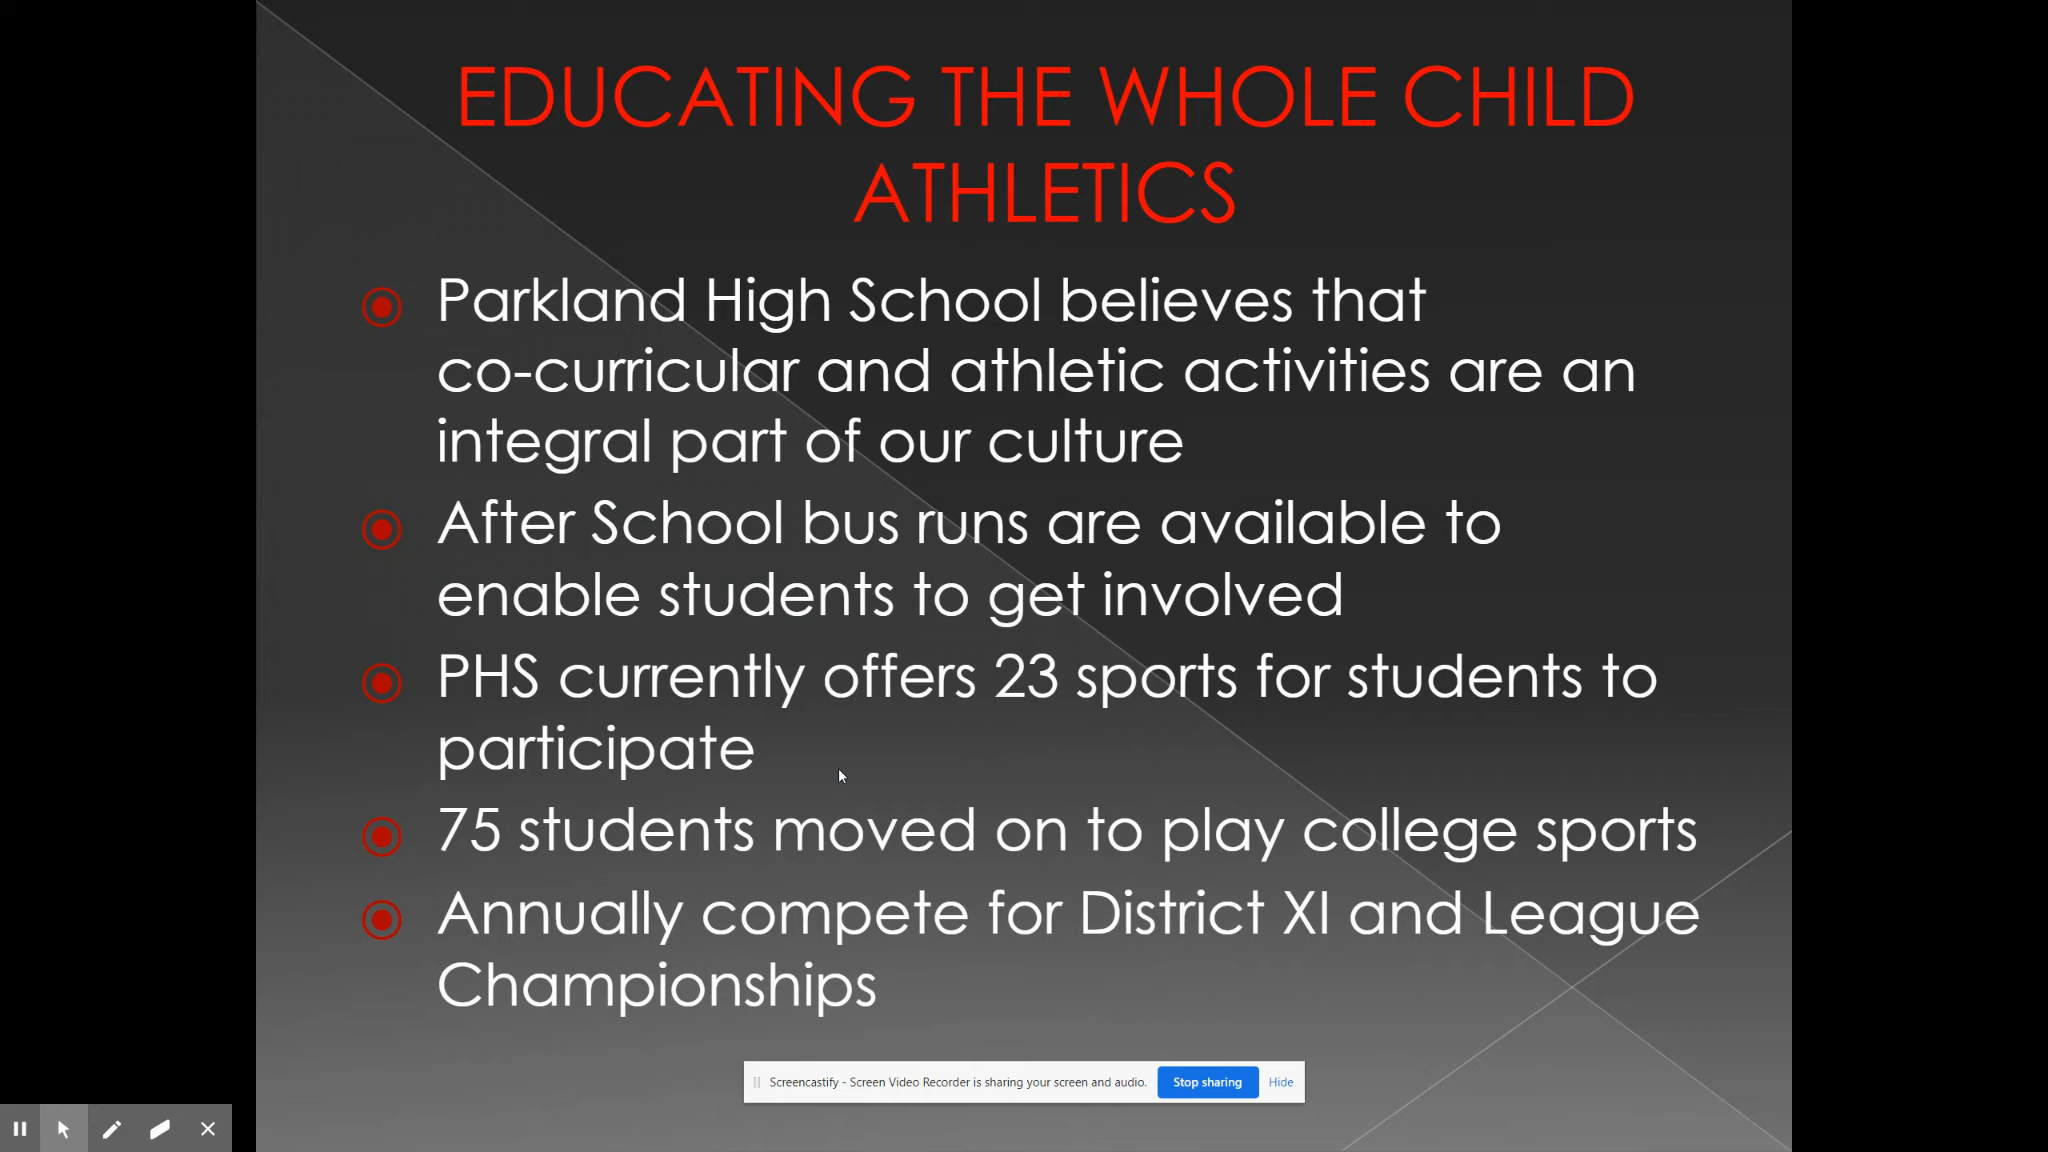 EDUCATING THE WHOLE CHILD
ATHLETICS
Parkland High School believes that
co-curricular and athletic activities are an
integral part of our culture
After School bus runs are available to
enable students to get involved
PHS currently offers 23 sports for students to
participate
75 students moved on to play college sports
Annually compete for District XI and League
Championships
Screencastify - Screen Video Recorder is sharing your screen and audio. Stop sharing Hide